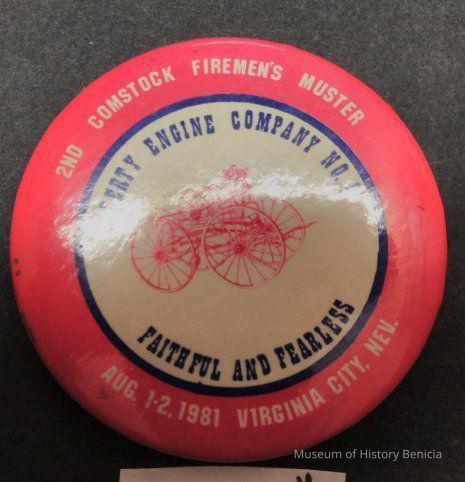 2ND COMSTOCK FIREMEN'S MUSTER
ENGINE COMPANY NO.
FAITHFUL AND FEARLESS
AUG. 1-2, 1981 VIRGINIA CITY, NEV.
Museum of History Benicia